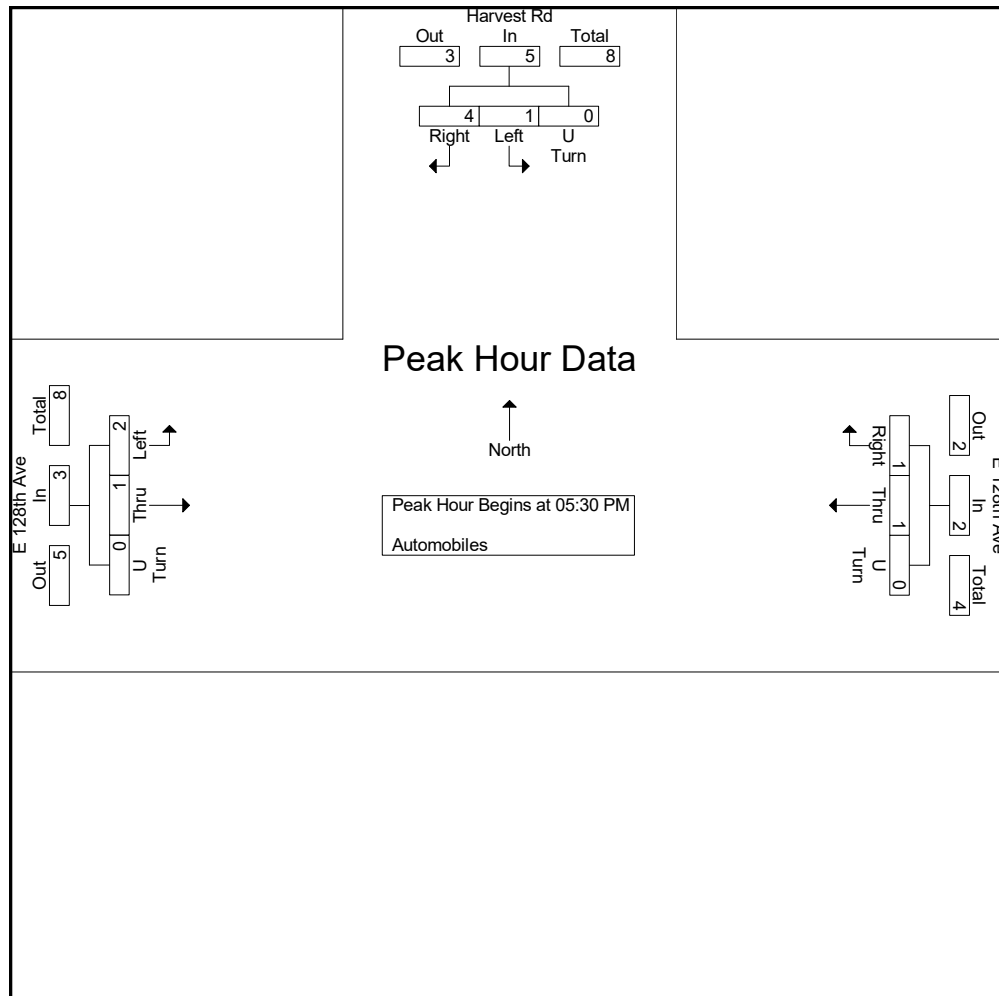 Harvest Rd
Out In Total
3 5 8
4 1 0
Right Left U
Turn
Peak Hour Data
North
Peak Hour Begins at 05:30 PM
Automobiles
E 128th Ave
Out In Total
5 3 8
2 1 0
Left Thru U
Turn
E 128th Ave
Out In Total
2 2 4
1 1 0
Right Thru U
Turn